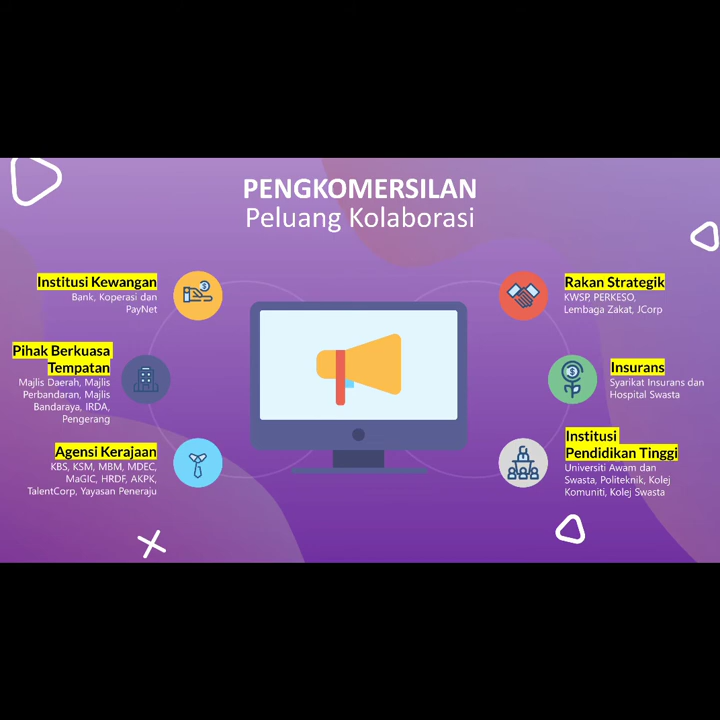 PENGKOMERSILAN
Peluang Kolaborasi
Institusi Kewangan
Bank, Koperasi dan
PayNet
Pihak Berkuasa
Tempatan
Majlis Daerah, Majlis
Perbandaran, Majlis
Bandaraya, IRDA,
Pengerang
Agensi Kerajaan
KBS, KSM, MBM, MDEC,
MaGIC, HRDF, AKPK,
TalentCorp, Yayasan Peneraju
Rakan Strategik
KWSP, PERKESO,
Lembaga Zakat, JCorp
Insurans
Syarikat Insurans dan
Hospital Swasta
Institusi
Pendidikan Tinggi
Universiti Awam dan
Swasta, Politeknik, Kolej
Komuniti, Kolej Swasta